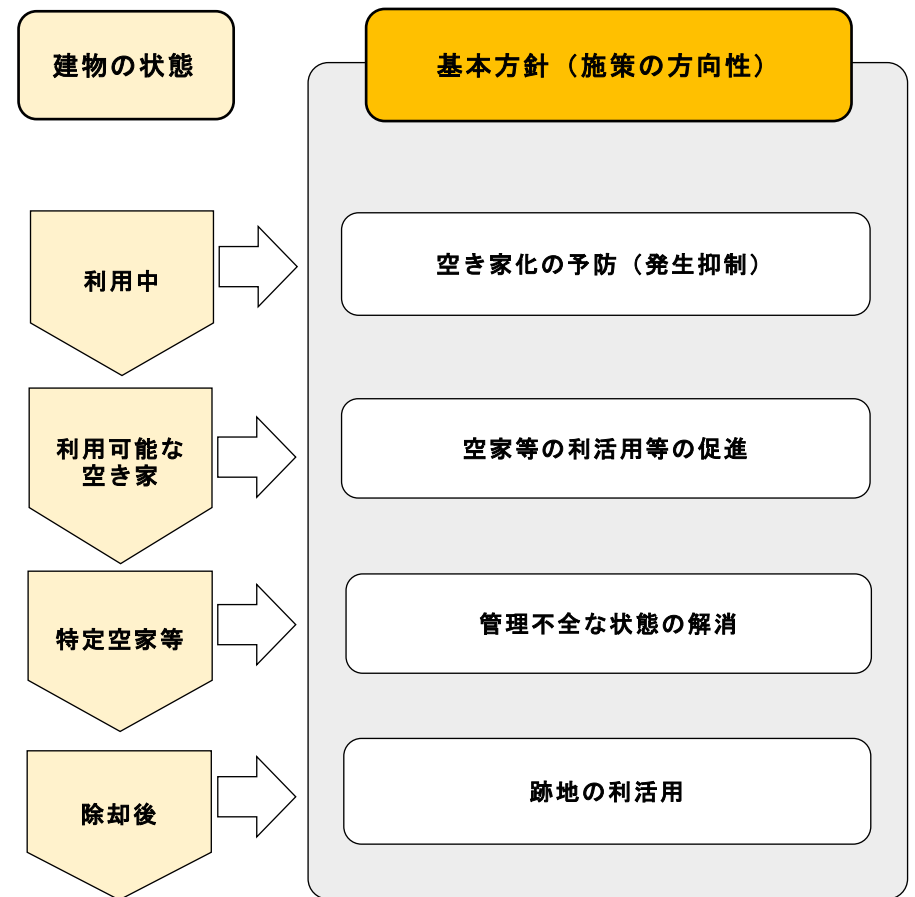 建物の状態
基本方針（施策の方向性）
利用中
空き家化の予防（発生抑制）
利用可能な
空き家
空家等の利活用等の促進
特定空家等
管理不全な状態の解消
除却後
跡地の利活用